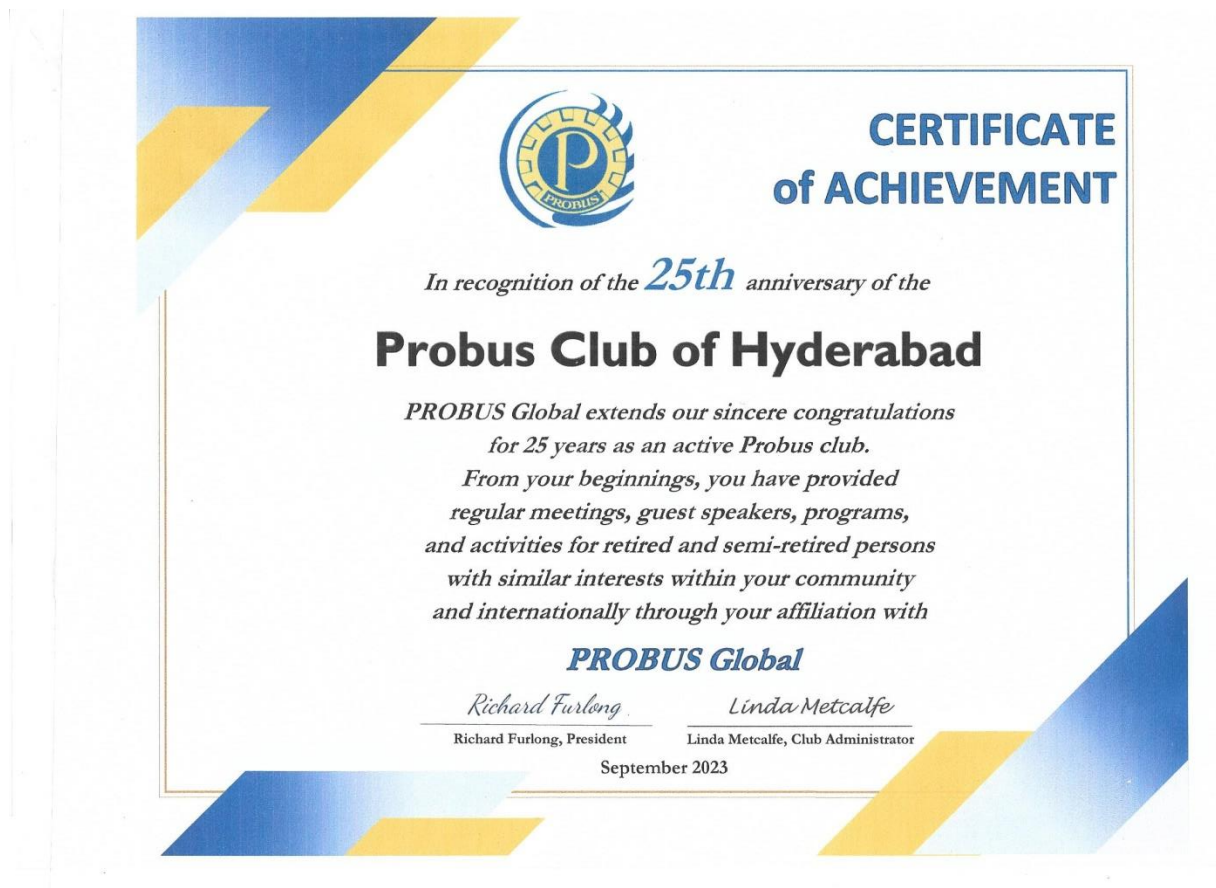 P
PROBUS
CERTIFICATE
of ACHIEVEMENT
In recognition of the 25th anniversary of the
Probus Club of Hyderabad
PROBUS Global extends our sincere congratulations
for 25 years as an active Probus club.
From your beginnings, you have provided
regular meetings, guest speakers, programs,
and activities for retired and semi-retired persons
with similar interests within your community
and internationally through your affiliation with
PROBUS Global
Richard Furlong Linda Metcalfe
Richard Furlong, President Linda Metcalfe, Club Administrator
September 2023